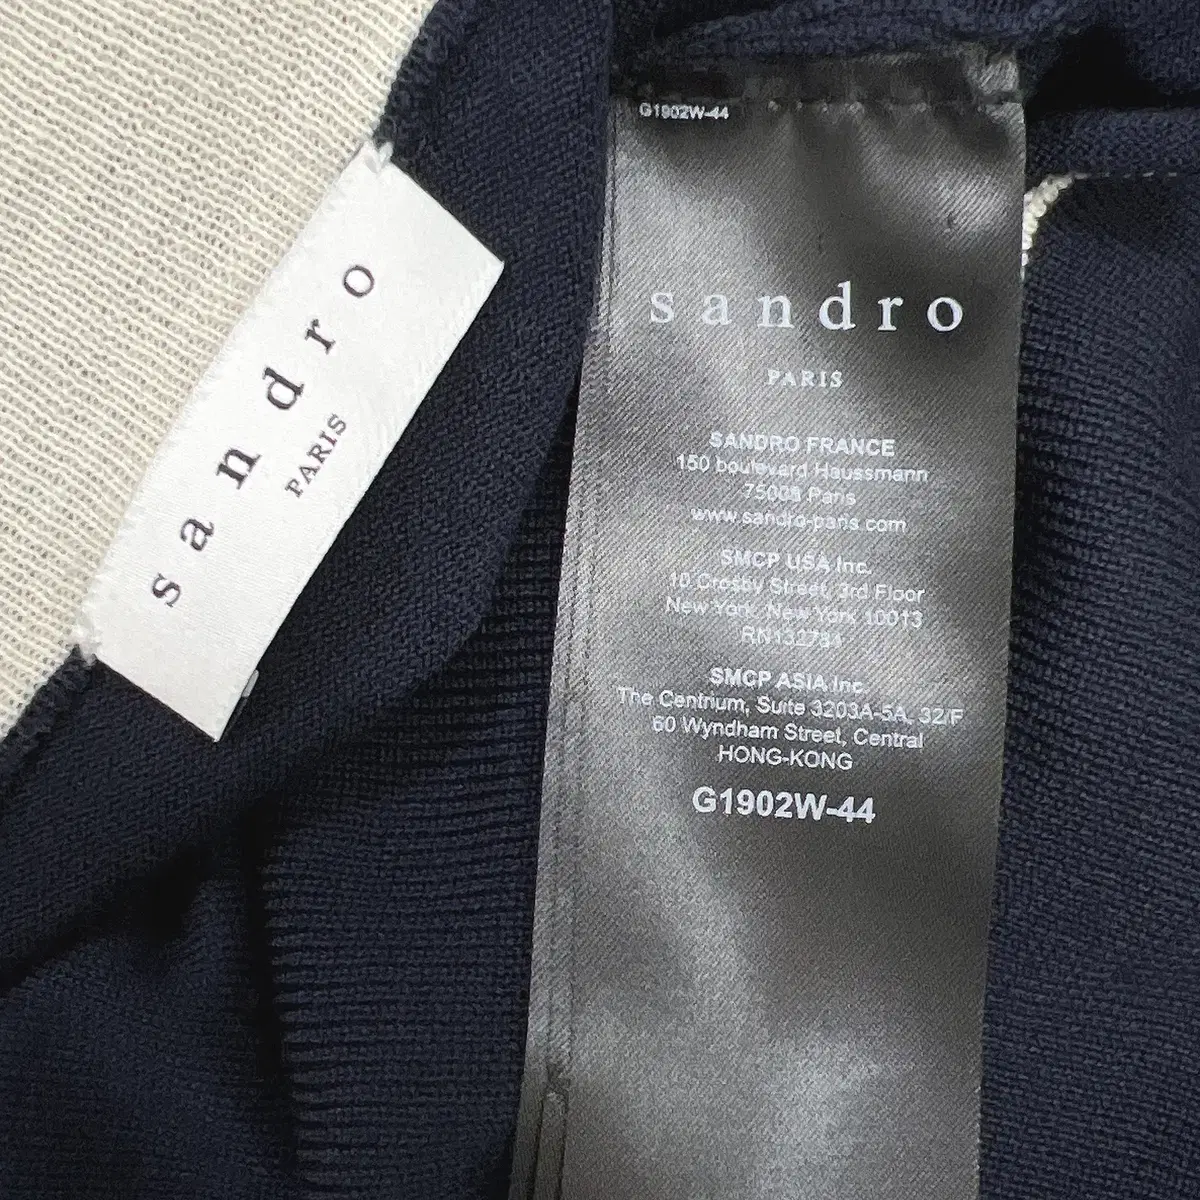 sandro
PARIS
G1902W-44
sandro
PARIS
SANDRO FRANCE
150 boulevard Haussmann
75008 Paris
www.sandro-paris.com
SMCP USA Inc.
10 Crosby Street, 3rd Floor
New York, New York 10013
RN132784
SMCP ASIA Inc.
The Centrium, Suite 3203A-5A, 32/F
60 Wyndham Street, Central
HONG-KONG
G1902W-44